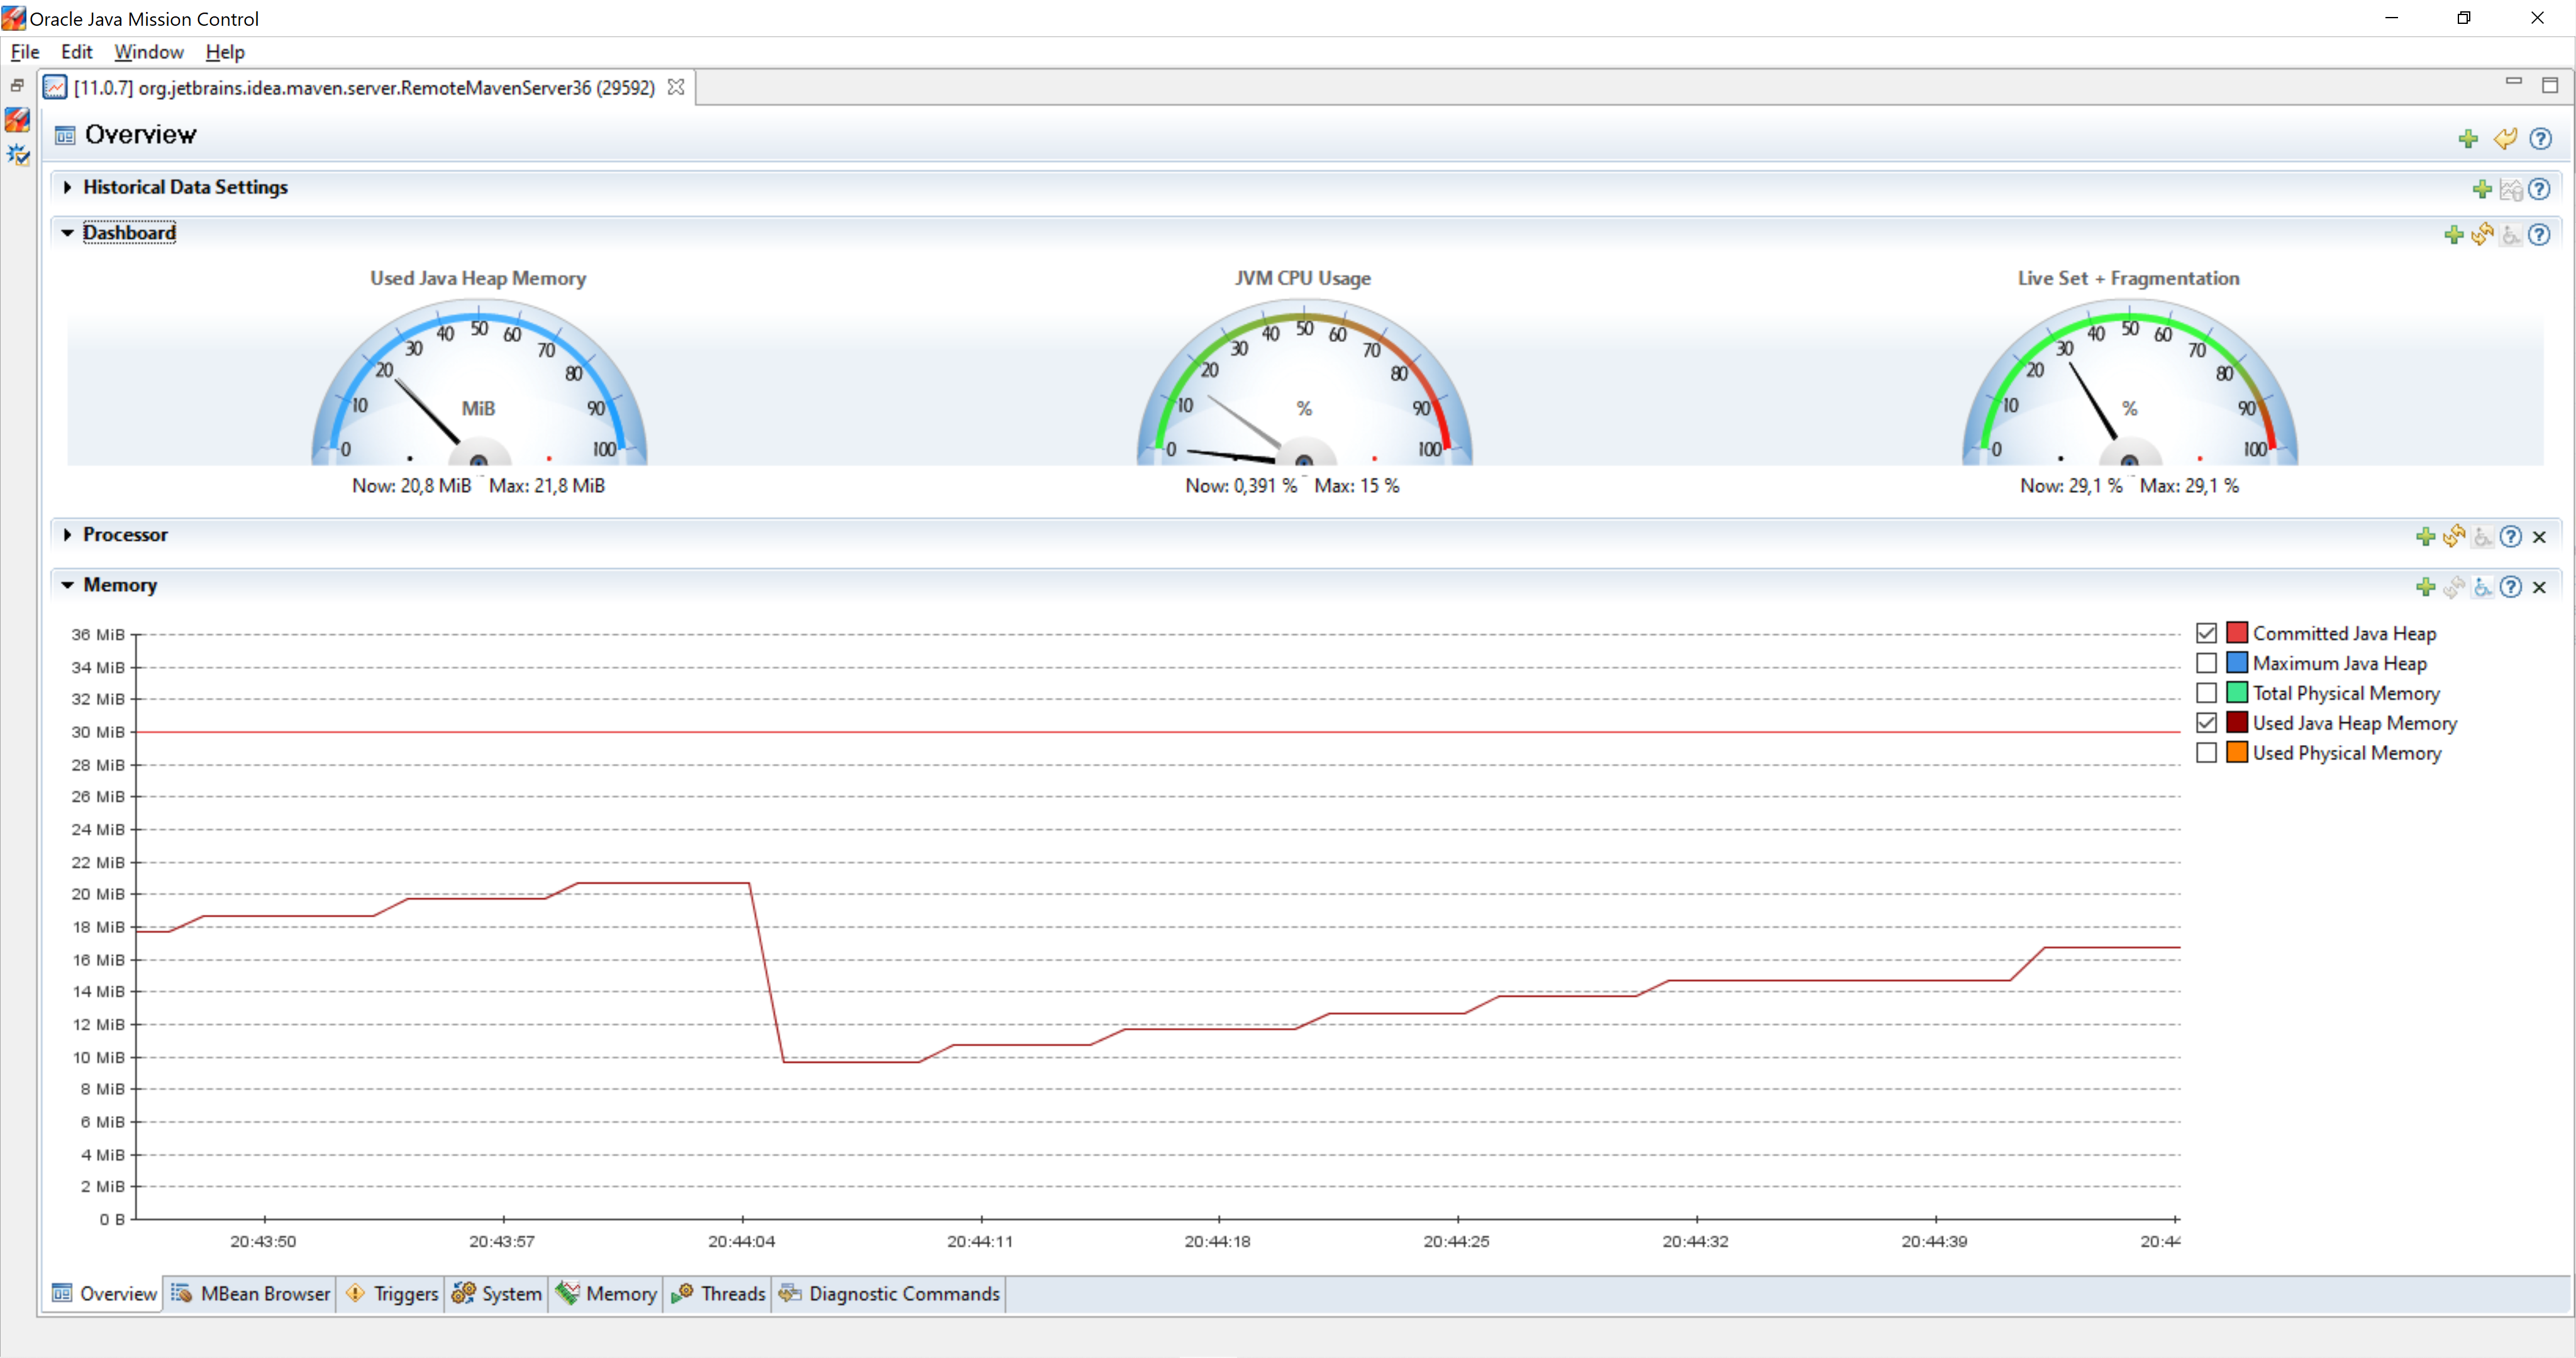 Oracle Java Mission Control
File Edit Window Help
[11.0.7] org.jetbrains.idea.maven.server.RemoteMavenServer36 (29592)
Overview
Historical Data Settings
Dashboard
Used Java Heap Memory
0 10 20 30 40 50 60 70 80 90 100
MiB
Now: 20,8 MiB Max: 21,8 MiB
JVM CPU Usage
0 10 20 30 40 50 60 70 80 90 100
%
Now: 0,391 % Max: 15 %
Live Set + Fragmentation
0 10 20 30 40 50 60 70 80 90 100
%
Now: 29,1 % Max: 29,1 %
Processor
Memory
36 MiB
34 MiB
32 MiB
30 MiB
28 MiB
26 MiB
24 MiB
22 MiB
20 MiB
18 MiB
16 MiB
14 MiB
12 MiB
10 MiB
8 MiB
6 MiB
4 MiB
2 MiB
0 B
20:43:50 20:43:57 20:44:04 20:44:11 20:44:18 20:44:25 20:44:32 20:44:39 20:44
Committed Java Heap
Maximum Java Heap
Total Physical Memory
Used Java Heap Memory
Used Physical Memory
Overview MBean Browser Triggers System Memory Threads Diagnostic Commands